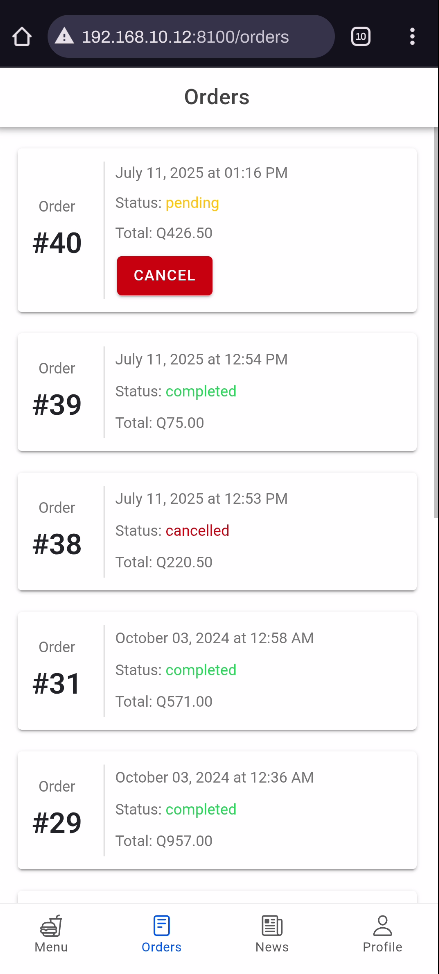 192.168.10.12:8100/orders
10
Orders
Order
#40
July 11, 2025 at 01:16 PM
Status: pending
Total: Q426.50
CANCEL
Order
#39
July 11, 2025 at 12:54 PM
Status: completed
Total: Q75.00
Order
#38
July 11, 2025 at 12:53 PM
Status: cancelled
Total: Q220.50
Order
#31
October 03, 2024 at 12:58 AM
Status: completed
Total: Q571.00
Order
#29
October 03, 2024 at 12:36 AM
Status: completed
Total: Q957.00
Menu
Orders
News
Profile